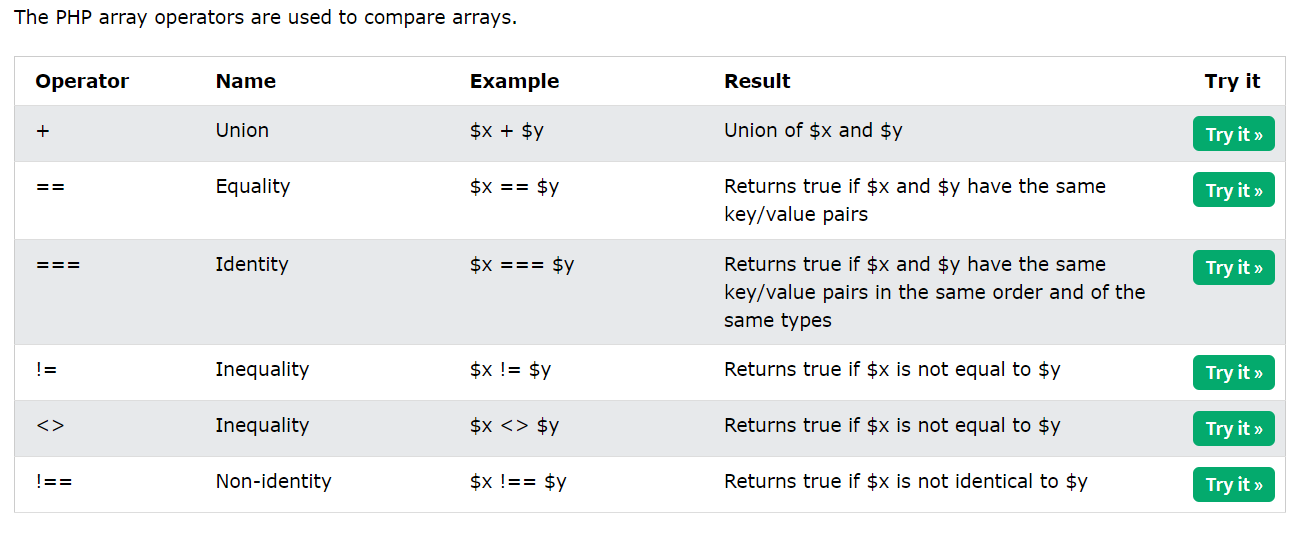 The PHP array operators are used to compare arrays.
Operator Name Example Result Try it
+ Union $x + $y Union of $x and $y Try it »
== Equality $x == $y Returns true if $x and $y have the same Try it »
key/value pairs
=== Identity $x === $y Returns true if $x and $y have the same Try it »
key/value pairs in the same order and of the
same types
!= Inequality $x != $y Returns true if $x is not equal to $y Try it »
<> Inequality $x <> $y Returns true if $x is not equal to $y Try it »
!== Non-identity $x !== $y Returns true if $x is not identical to $y Try it »